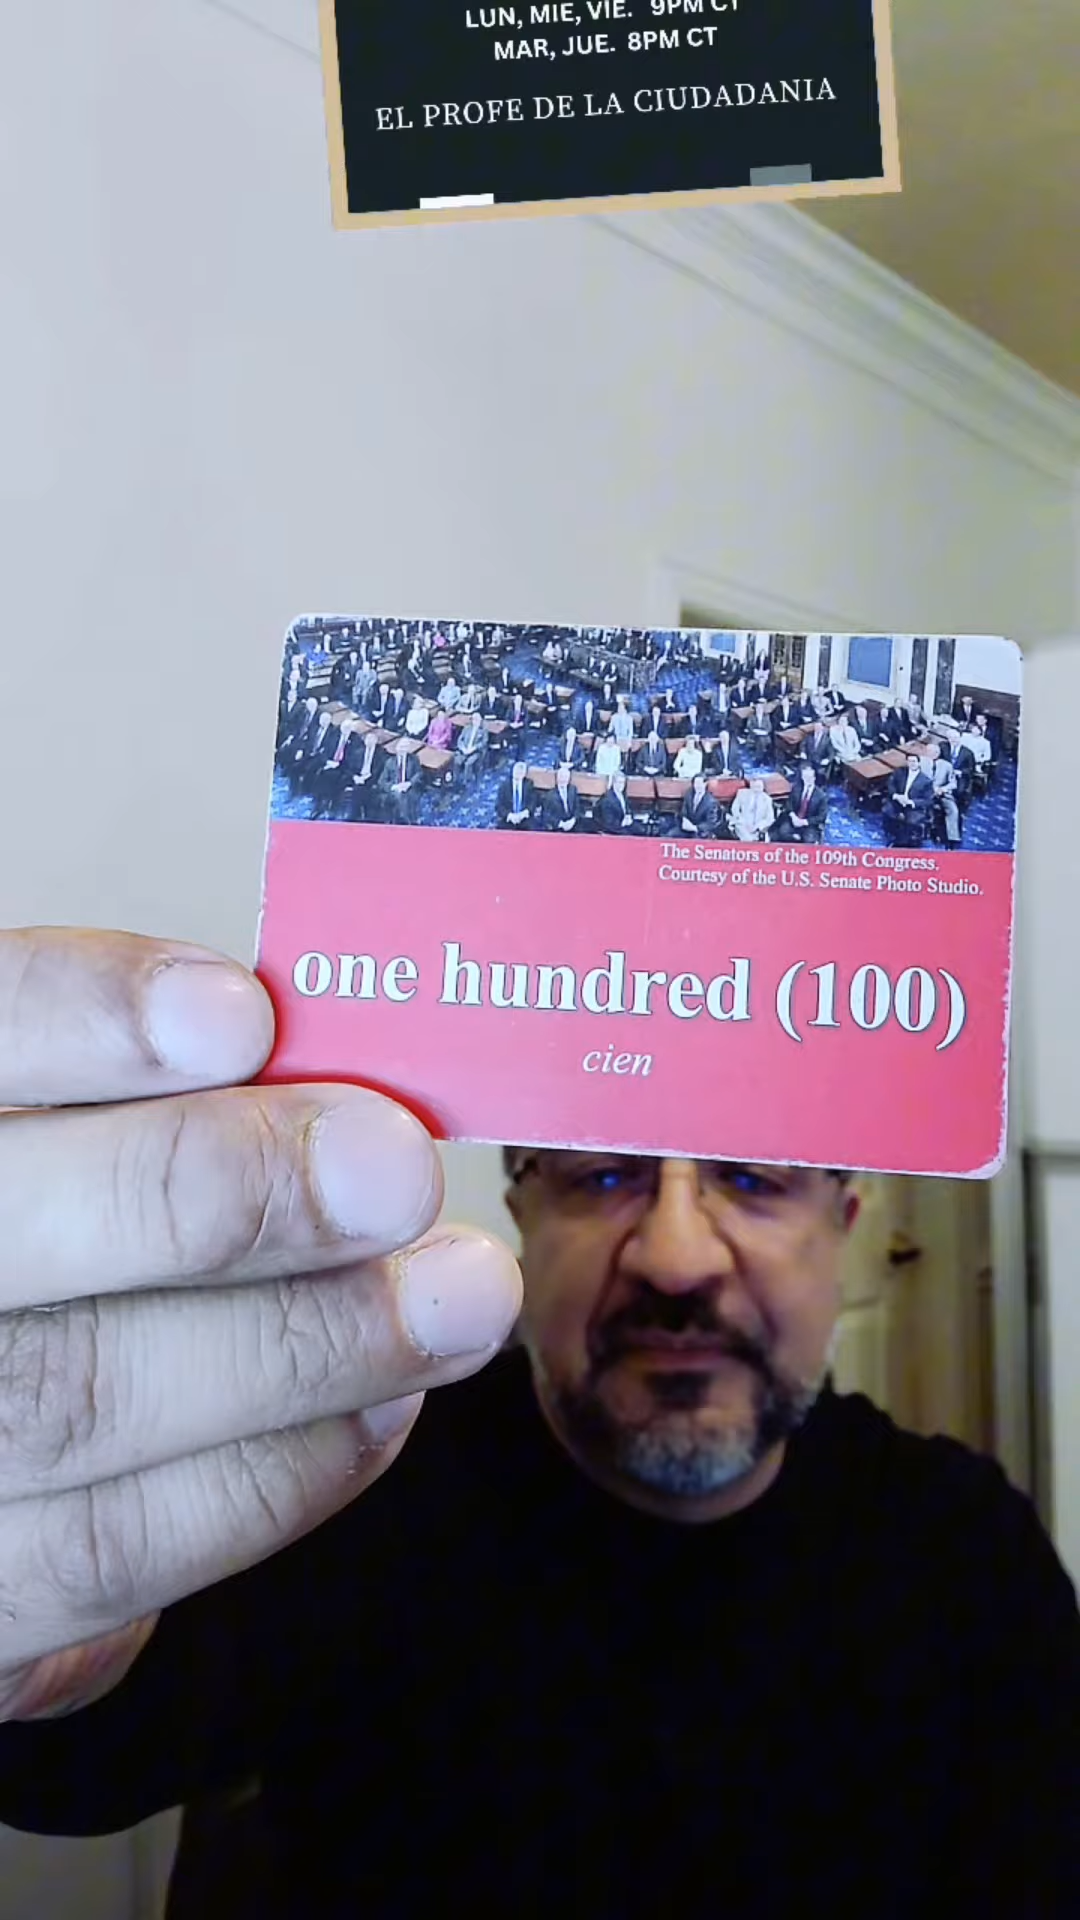 LUN, MIE, VIE. 9PM CT
MAR, JUE. 8PM CT
EL PROFE DE LA CIUDADANIA
The Senators of the 109th Congress.
Courtesy of the U.S. Senate Photo Studio.
one hundred (100)
cien